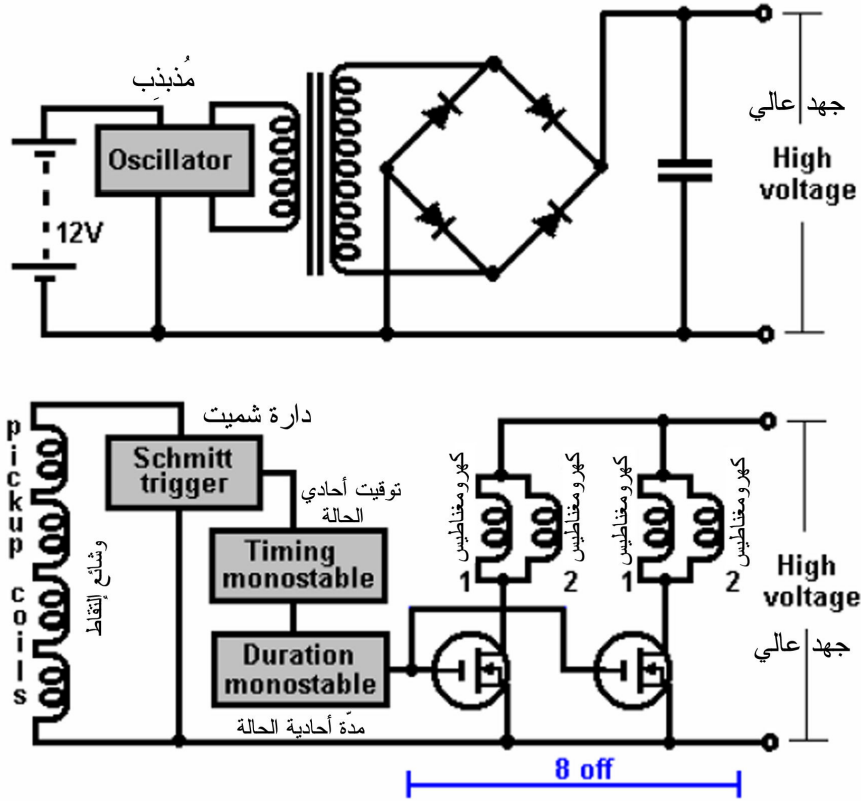 مُذبذِب
Oscillator
12V
جهد عالي
High
voltage
pickup coils
وشائع إلتقاط
دارة شميت
Schmitt
trigger
توقيت أحادي
الحالة
Timing
monostable
Duration
monostable
مدّة أحادية الحالة
كهرومغناطيس
1
كهرومغناطيس
2
كهرومغناطيس
1
كهرومغناطيس
2
High
voltage
جهد عالي
8 off